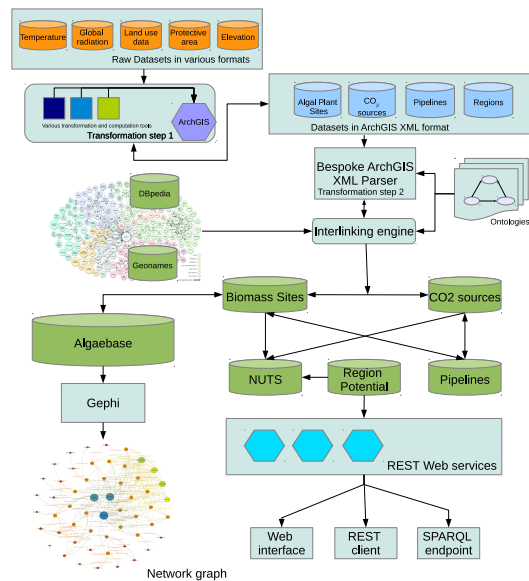 Temperature
Global
radiation
Land use
data
Protective
area
Elevation
Raw Datasets in various formats
Various transformation and computation tools
ArchGIS
Transformation step 1
Algal Plant
Sites
CO2
sources
Pipelines
Regions
Datasets in ArchGIS XML format
Bespoke ArchGIS
XML Parser
Transformation step 2
Ontologies
DBpedia
Geonames
Interlinking engine
Biomass Sites
CO2 sources
Algaebase
NUTS
Region
Potential
Pipelines
Gephi
REST Web services
Web
interface
REST
client
SPARQL
endpoint
Network graph